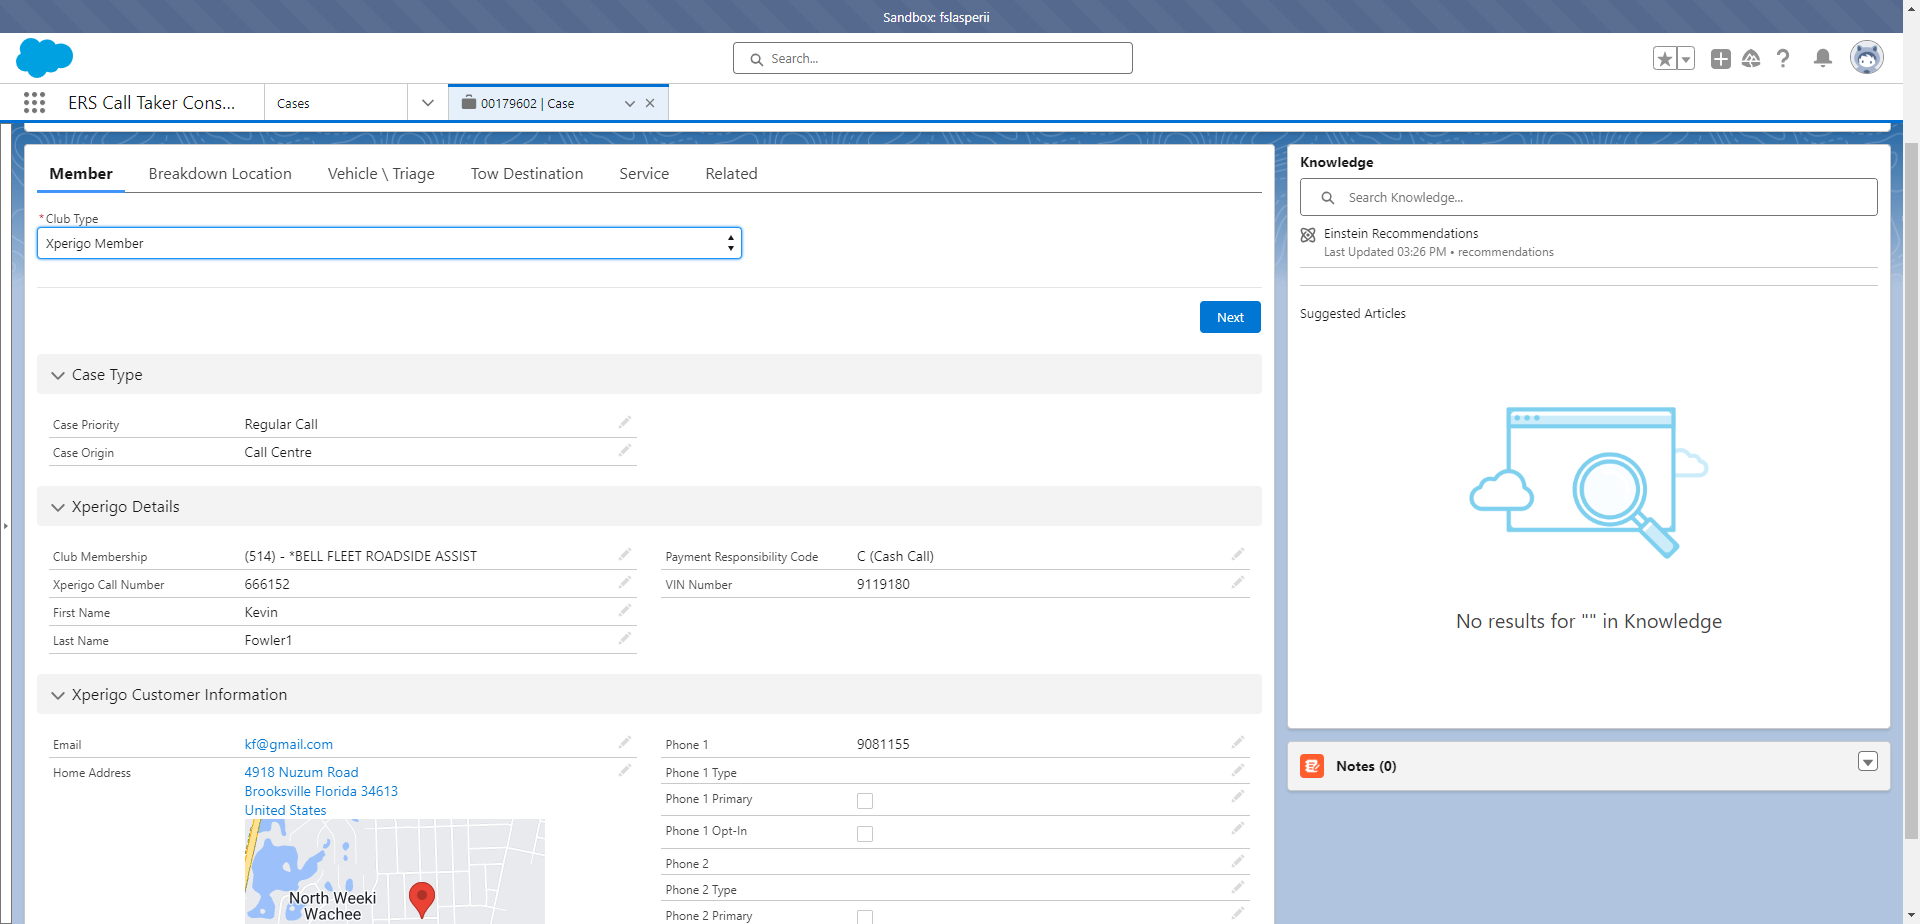 Sandbox: fslasperii
Search...
ERS Call Taker Cons...
Cases
00179602 | Case
Member
Breakdown Location
Vehicle \ Triage
Tow Destination
Service
Related
*Club Type
Xperigo Member
Next
Case Type
Case Priority
Regular Call
Case Origin
Call Centre
Xperigo Details
Club Membership
(514) - *BELL FLEET ROADSIDE ASSIST
Payment Responsibility Code
C (Cash Call)
Xperigo Call Number
666152
VIN Number
9119180
First Name
Kevin
Last Name
Fowler1
Xperigo Customer Information
Email
kf@gmail.com
Phone 1
9081155
Home Address
4918 Nuzum Road
Brooksville Florida 34613
United States
North Weeki
Wachee
Phone 1 Type
Phone 1 Primary
Phone 1 Opt-In
Phone 2
Phone 2 Type
Phone 2 Primary
Knowledge
Search Knowledge...
Einstein Recommendations
Last Updated 03:26 PM • recommendations
Suggested Articles
No results for "" in Knowledge
Notes (0)